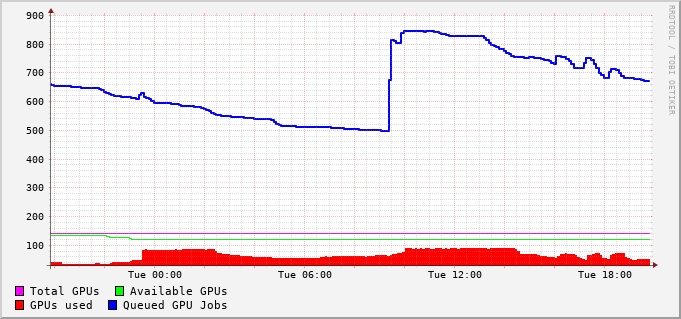 900
800
700
600
500
400
300
200
100
Tue 00:00 Tue 06:00 Tue 12:00 Tue 18:00
Total GPUs Available GPUs
GPUs used Queued GPU Jobs
RRDTOOL / TOBI OETIKER